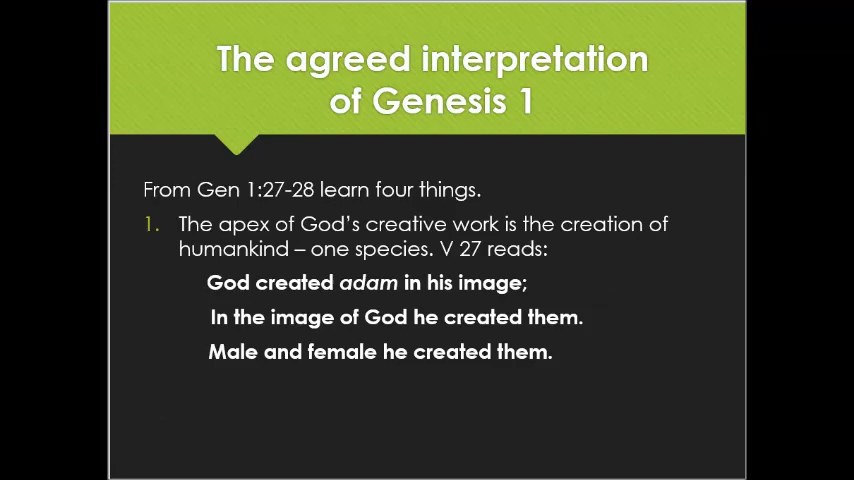 The agreed interpretation
of Genesis 1
From Gen 1:27-28 learn four things.
1. The apex of God’s creative work is the creation of
humankind – one species. V 27 reads:
God created adam in his image;
In the image of God he created them.
Male and female he created them.